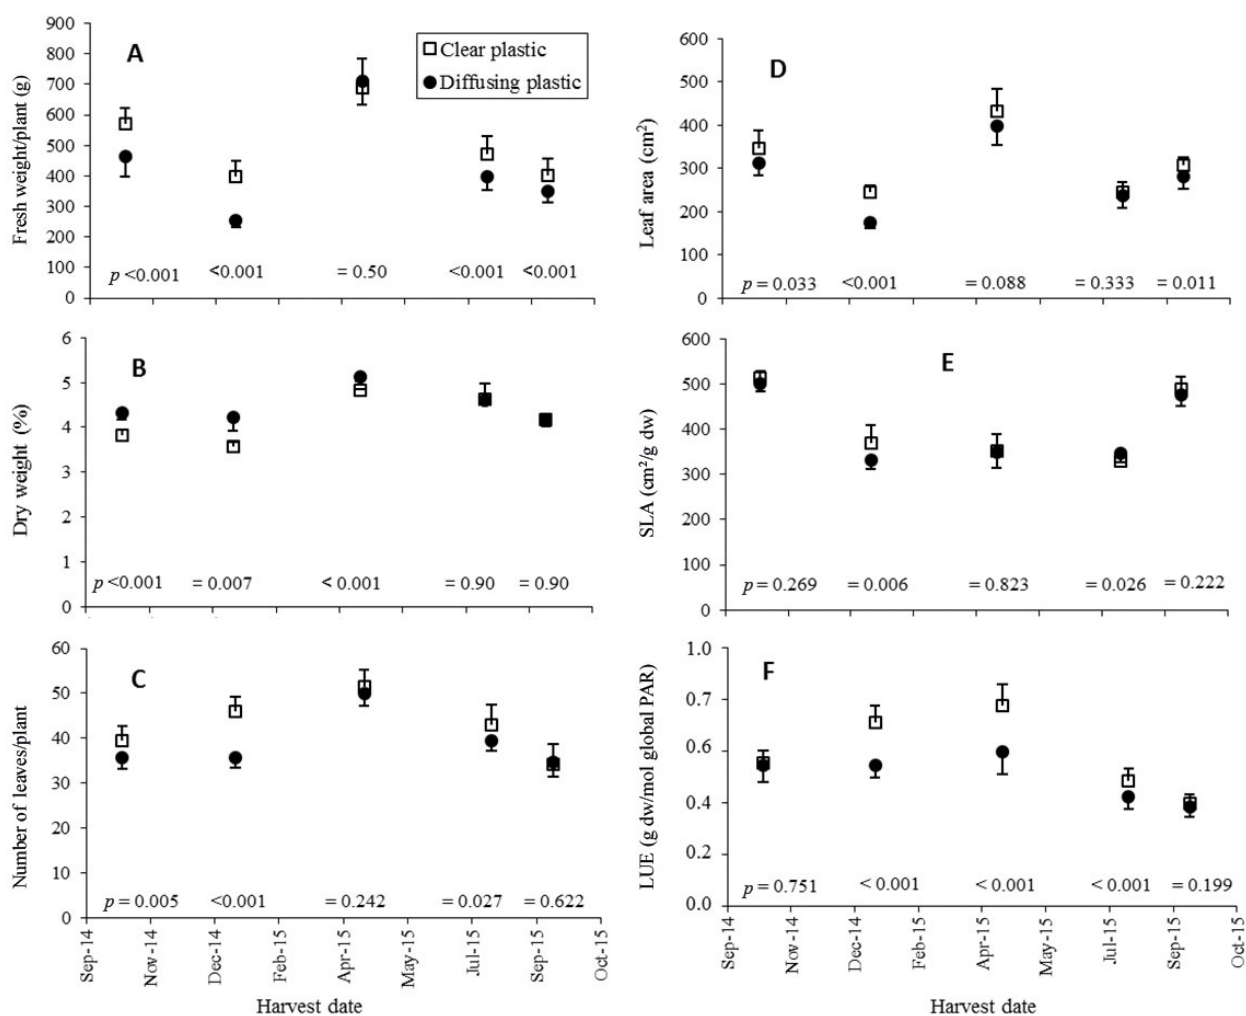 A
Clear plastic
Diffusing plastic
900
800
700
600
500
400
300
200
100
0
Fresh weight/plant (g)
p <0.001 <0.001 = 0.50 <0.001 <0.001
D
600
500
400
300
200
100
0
Leaf area (cm²)
p = 0.033 <0.001 = 0.088 = 0.333 = 0.011
B
6
5
4
3
2
1
0
Dry weight (%)
p <0.001 = 0.007 < 0.001 = 0.90 = 0.90
E
600
500
400
300
200
100
0
SLA (cm²/g dw)
p = 0.269 = 0.006 = 0.823 = 0.026 = 0.222
C
60
50
40
30
20
10
0
Number of leaves/plant
p = 0.005 <0.001 = 0.242 = 0.027 = 0.622
Sep-14 Nov-14 Dec-14 Feb-15 Apr-15 May-15 Jul-15 Sep-15 Oct-15
Harvest date
F
1.0
0.7
0.6
0.4
0.2
0.0
LUE (g dw/mol global PAR)
p = 0.751 < 0.001 < 0.001 < 0.001 = 0.199
Sep-14 Nov-14 Dec-14 Feb-15 Apr-15 May-15 Jul-15 Sep-15 Oct-15
Harvest date